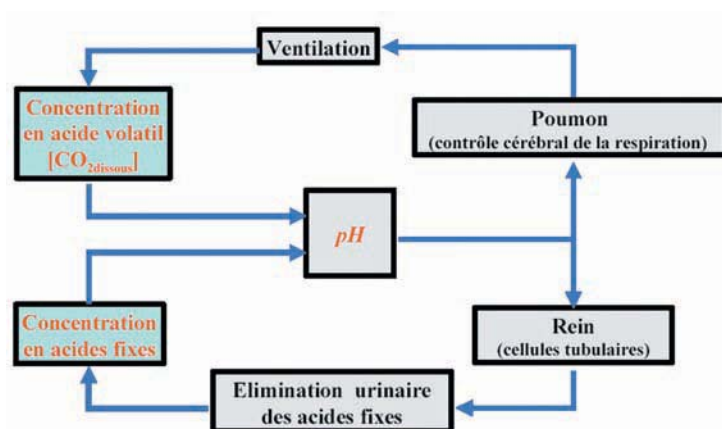 Ventilation
Concentration
en acide volatil
[CO2dissous]
Poumon
(contrôle cérébral de la respiration)
pH
Concentration
en acides fixes
Rein
(cellules tubulaires)
Elimination urinaire
des acides fixes